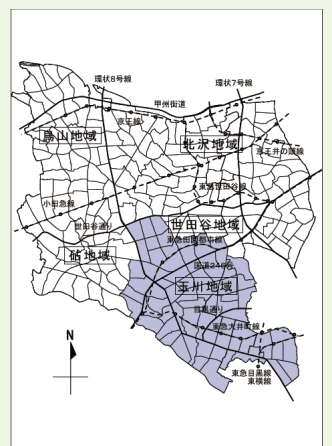 環状8号線
環状7号線
甲州街道
京王線
烏山地域
北沢地域
京王井の頭線
東急世田谷線
小田急線
世田谷通り
世田谷地域
東急田園都市線
砧地域
国道246号
玉川地域
目黒通り
東急大井町線
N
東急目黒線
東横線